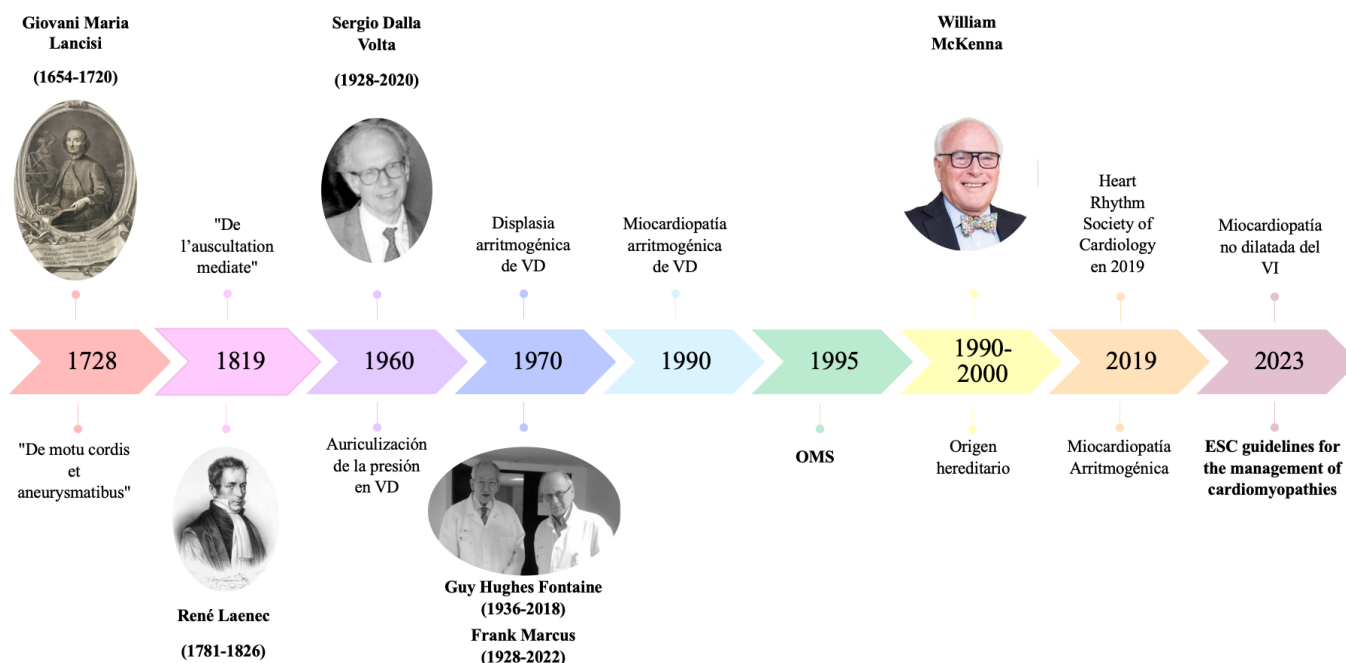 Giovani Maria
Lancisi
(1654-1720)
Sergio Dalla
Volta
(1928-2020)
William
McKenna
"De
l’auscultation
mediate"
Displasia
arritmogénica
de VD
Miocardiopatía
arritmogénica
de VD
Heart
Rhythm
Society of
Cardiology
en 2019
Miocardiopatía
no dilatada del
VI
1728
1819
1960
1970
1990
1995
1990-
2000
2019
2023
"De motu cordis
et
aneurysmatibus"
René Laenec
(1781-1826)
Auriculización
de la presión
en VD
Guy Hughes Fontaine
(1936-2018)
Frank Marcus
(1928-2022)
OMS
Origen
hereditario
Miocardiopatía
Arritmogénica
ESC guidelines for
the management of
cardiomyopathies